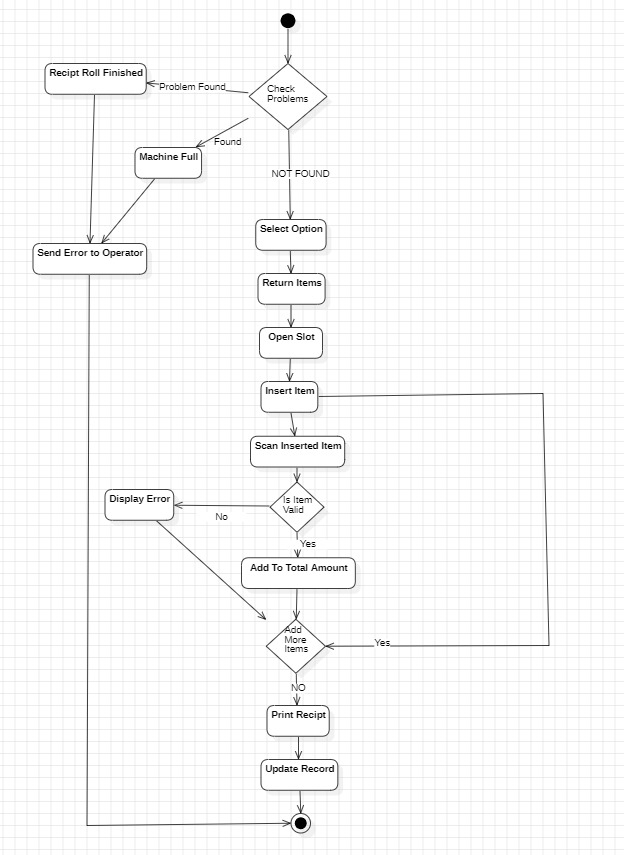 Recipt Roll Finished
Problem Found
Check
Problems
Found
Machine Full
NOT FOUND
Select Option
Send Error to Operator
Return Items
Open Slot
Insert Item
Scan Inserted Item
Display Error
Is Item
Valid
No
Yes
Add To Total Amount
Add
More
Items
Yes
NO
Print Recipt
Update Record